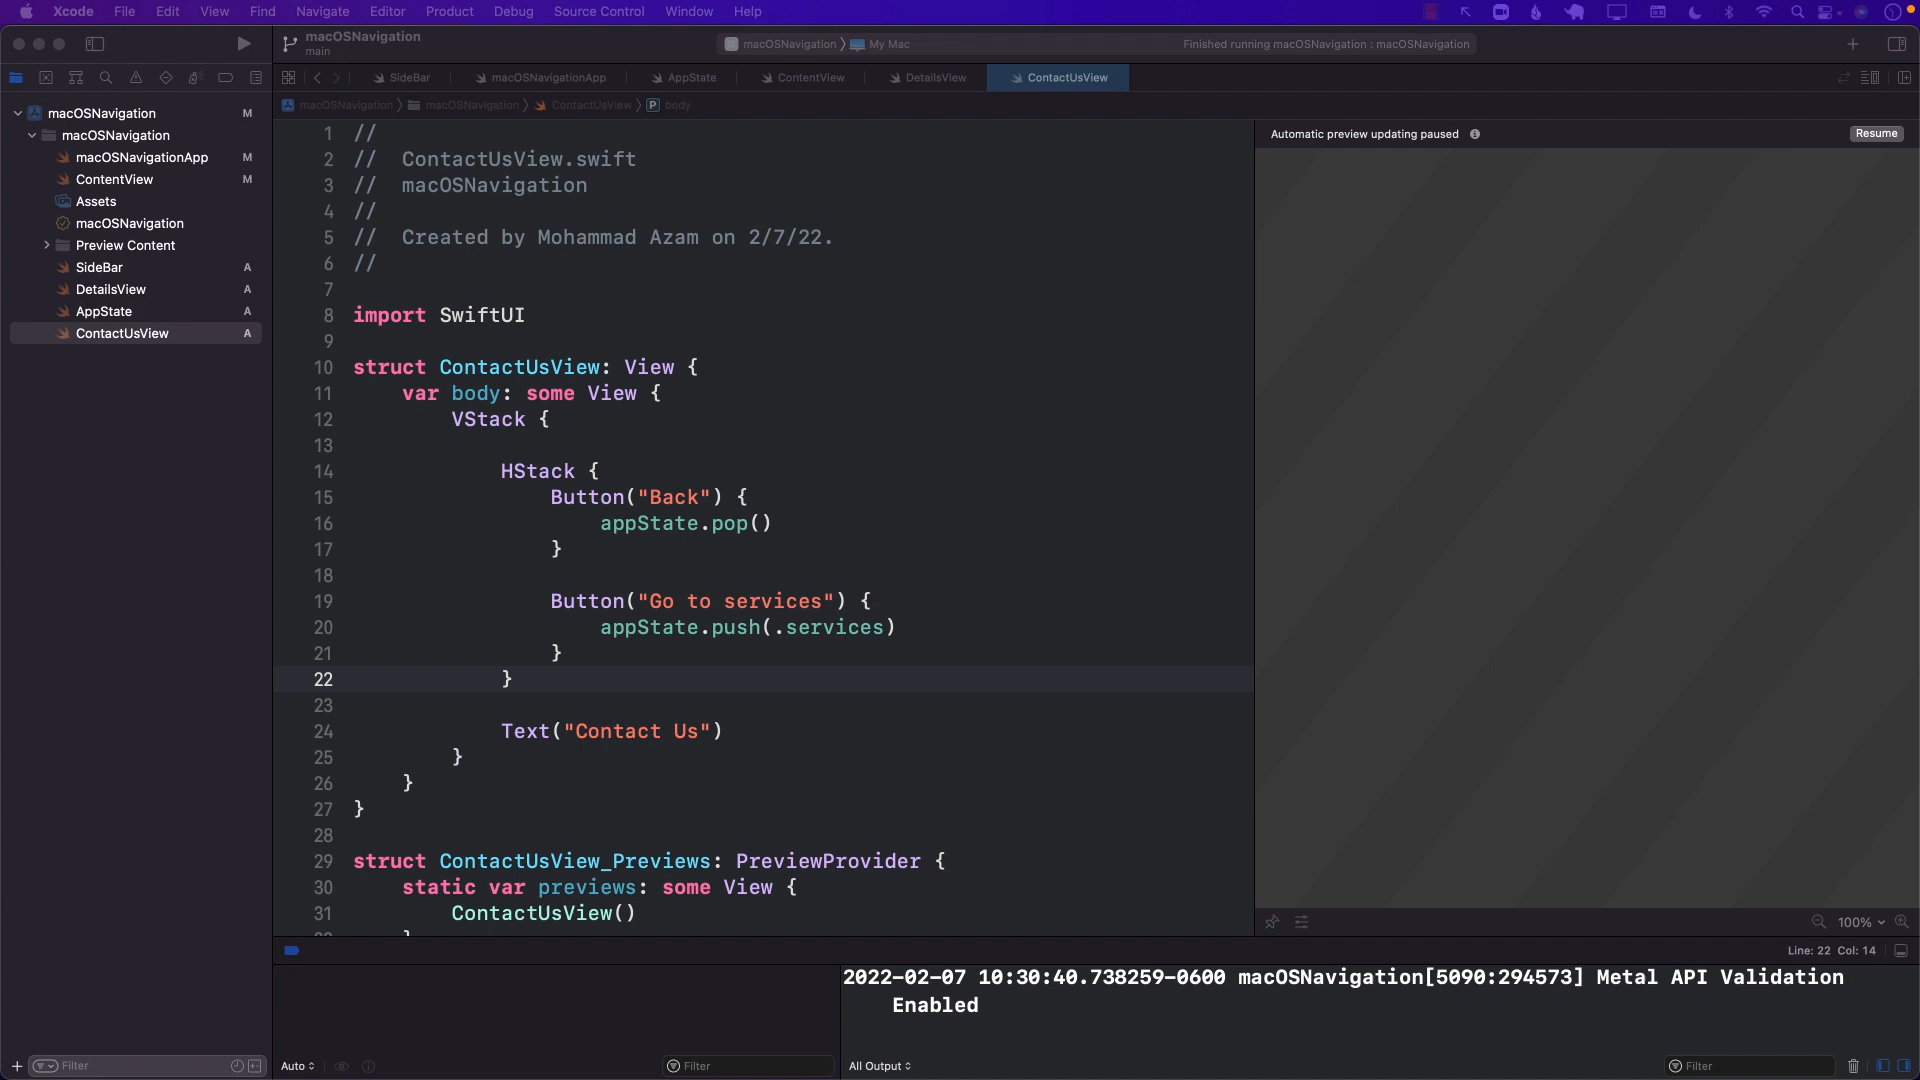 Xcode File Edit View Find Navigate Editor Product Debug Source Control Window Help
macOSNavigation
main
macOSNavigation My Mac
Finished running macOSNavigation : macOSNavigation
SideBar macOSNavigationApp AppState ContentView DetailsView ContactUsView
macOSNavigation macOSNavigation ContactUsView P body
macOSNavigation M
macOSNavigation
macOSNavigationApp M
ContentView M
Assets
macOSNavigation
Preview Content
SideBar A
DetailsView A
AppState A
ContactUsView A
1 //
2 //  ContactUsView.swift
3 //  macOSNavigation
4 //
5 //  Created by Mohammad Azam on 2/7/22.
6 //
7
8 import SwiftUI
9
10 struct ContactUsView: View {
11     var body: some View {
12         VStack {
13
14             HStack {
15                 Button("Back") {
16                     appState.pop()
17                 }
18
19                 Button("Go to services") {
20                     appState.push(.services)
21                 }
22             }
23
24             Text("Contact Us")
25         }
26     }
27 }
28
29 struct ContactUsView_Previews: PreviewProvider {
30     static var previews: some View {
31         ContactUsView()
Automatic preview updating paused
Resume
100%
Line: 22 Col: 14
2022-02-07 10:30:40.738259-0600 macOSNavigation[5090:294573] Metal API Validation
Enabled
Filter
Auto
Filter
All Output
Filter